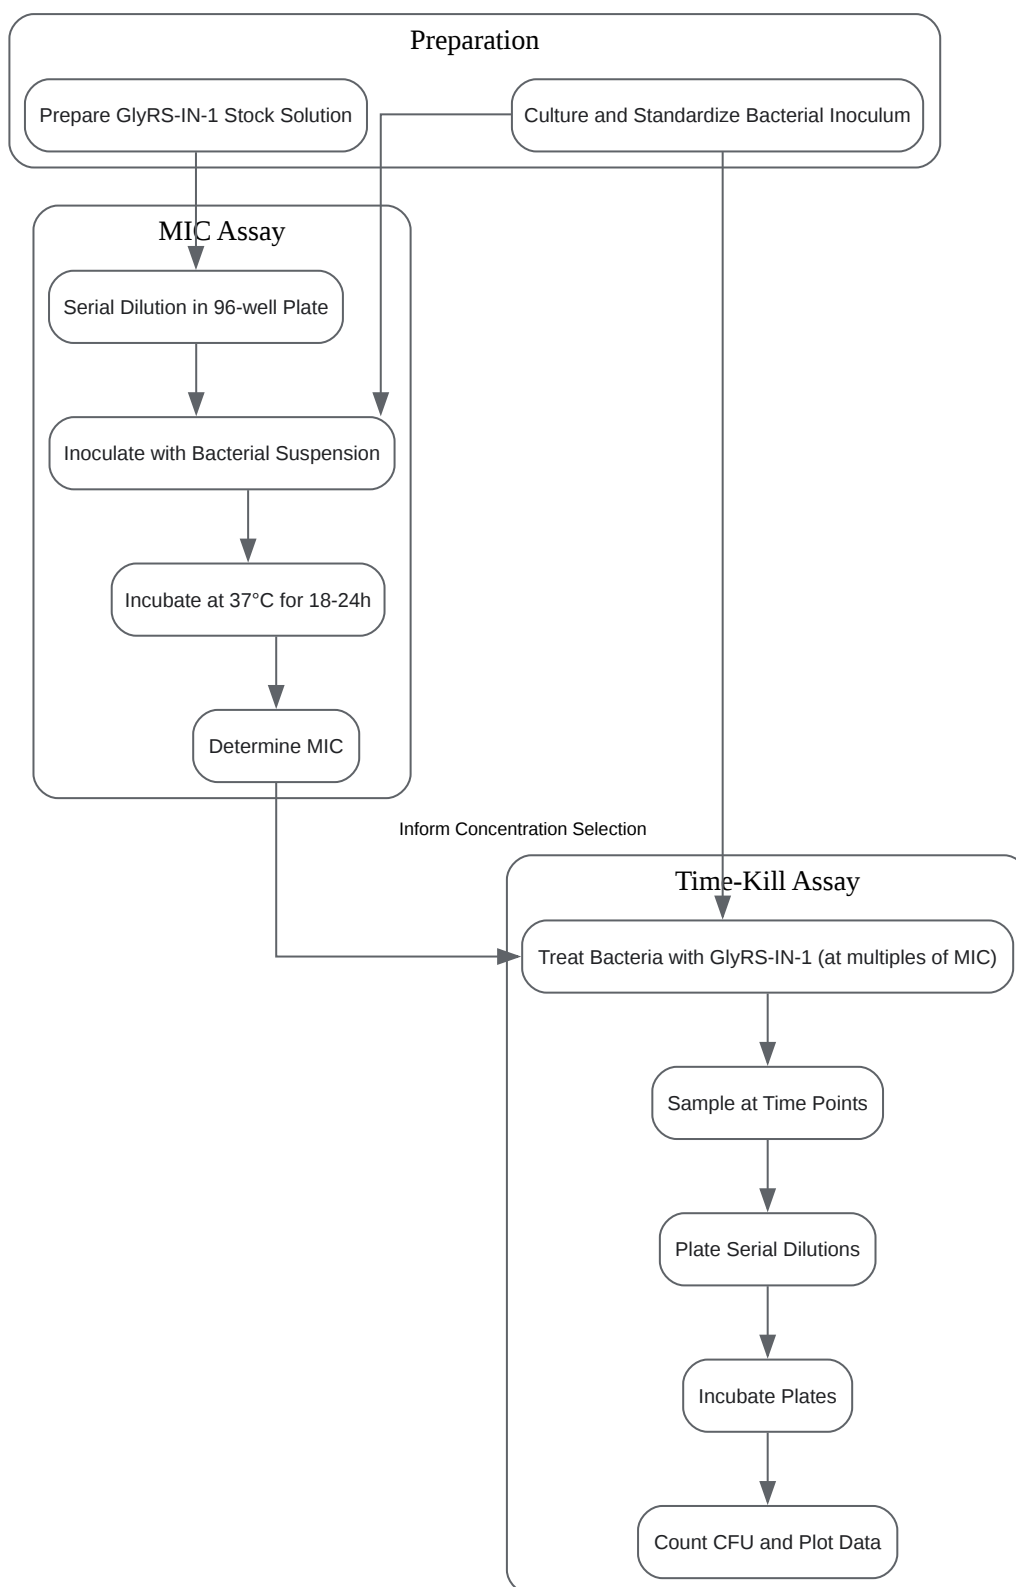 Preparation
Prepare GlyRS-IN-1 Stock Solution
Culture and Standardize Bacterial Inoculum
MIC Assay
Serial Dilution in 96-well Plate
Inoculate with Bacterial Suspension
Incubate at 37°C for 18-24h
Determine MIC
Inform Concentration Selection
Time-Kill Assay
Treat Bacteria with GlyRS-IN-1 (at multiples of MIC)
Sample at Time Points
Plate Serial Dilutions
Incubate Plates
Count CFU and Plot Data